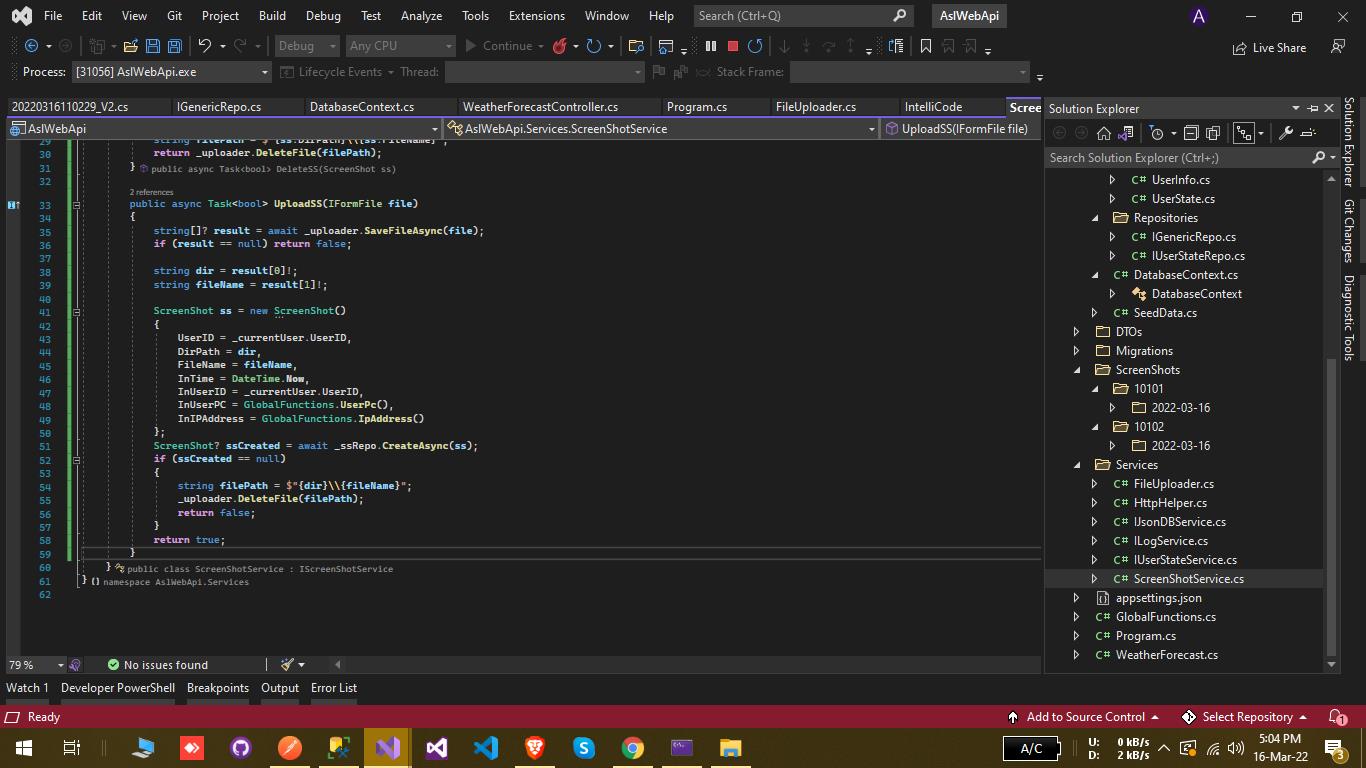 File Edit View Git Project Build Debug Test Analyze Tools Extensions Window Help Search (Ctrl+Q) AslWebApi A
Debug Any CPU Continue Live Share
Process: [31056] AslWebApi.exe Lifecycle Events Thread: Stack Frame:
20220316110229_V2.cs IGenericRepo.cs DatabaseContext.cs WeatherForecastController.cs Program.cs FileUploader.cs IntelliCode Scree
AslWebApi AslWebApi.Services.ScreenShotService UploadSS(IFormFile file)
29 string filePath = $"{ss.DirPath}\\{ss.FileName}";
30 return _uploader.DeleteFile(filePath);
31 } public async Task<bool> DeleteSS(ScreenShot ss)
32
2 references
33 public async Task<bool> UploadSS(IFormFile file)
34 {
35 string[]? result = await _uploader.SaveFileAsync(file);
36 if (result == null) return false;
37
38 string dir = result[0]!;
39 string fileName = result[1]!;
40
41 ScreenShot ss = new ScreenShot()
42 {
43 UserID = _currentUser.UserID,
44 DirPath = dir,
45 FileName = fileName,
46 InTime = DateTime.Now,
47 InUserID = _currentUser.UserID,
48 InUserPC = GlobalFunctions.UserPc(),
49 InIPAddress = GlobalFunctions.IpAddress()
50 };
51 ScreenShot? ssCreated = await _ssRepo.CreateAsync(ss);
52 if (ssCreated == null)
53 {
54 string filePath = $"{dir}\\{fileName}";
55 _uploader.DeleteFile(filePath);
56 return false;
57 }
58 return true;
59 }
60 } public class ScreenShotService : IScreenShotService
61 } namespace AslWebApi.Services
62
79 % No issues found
Solution Explorer
Search Solution Explorer (Ctrl+;)
C# UserInfo.cs
C# UserState.cs
Repositories
C# IGenericRepo.cs
C# IUserStateRepo.cs
C# DatabaseContext.cs
DatabaseContext
C# SeedData.cs
DTOs
Migrations
ScreenShots
10101
2022-03-16
10102
2022-03-16
Services
C# FileUploader.cs
C# HttpHelper.cs
C# IJsonDBService.cs
C# ILogService.cs
C# IUserStateService.cs
C# ScreenShotService.cs
appsettings.json
C# GlobalFunctions.cs
C# Program.cs
C# WeatherForecast.cs
Solution Explorer
Git Changes
Diagnostic Tools
Watch 1 Developer PowerShell Breakpoints Output Error List
Ready Add to Source Control Select Repository 1
A/C U: 0 kB/s
D: 2 kB/s
5:04 PM
16-Mar-22
3